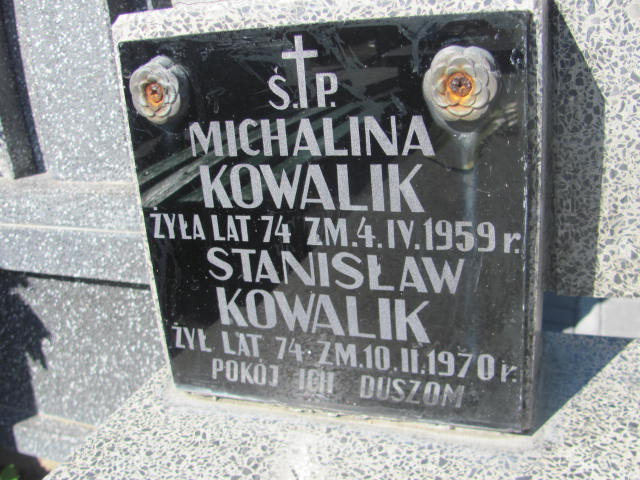 Ś.P.
MICHALINA
KOWALIK
ŻYŁA LAT 74 ZM.4.IV.1959 r.
STANISŁAW
KOWALIK
ŻYŁ LAT 74 ZM.10.II.1970 r.
POKÓJ ICH DUSZOM